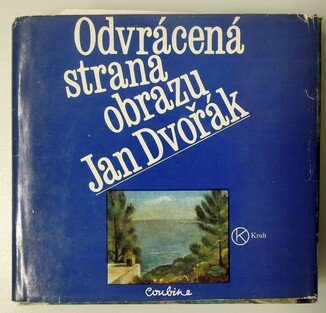 Odvrácená
strana
obrazu
Jan Dvořák
K Kruh
Coubine